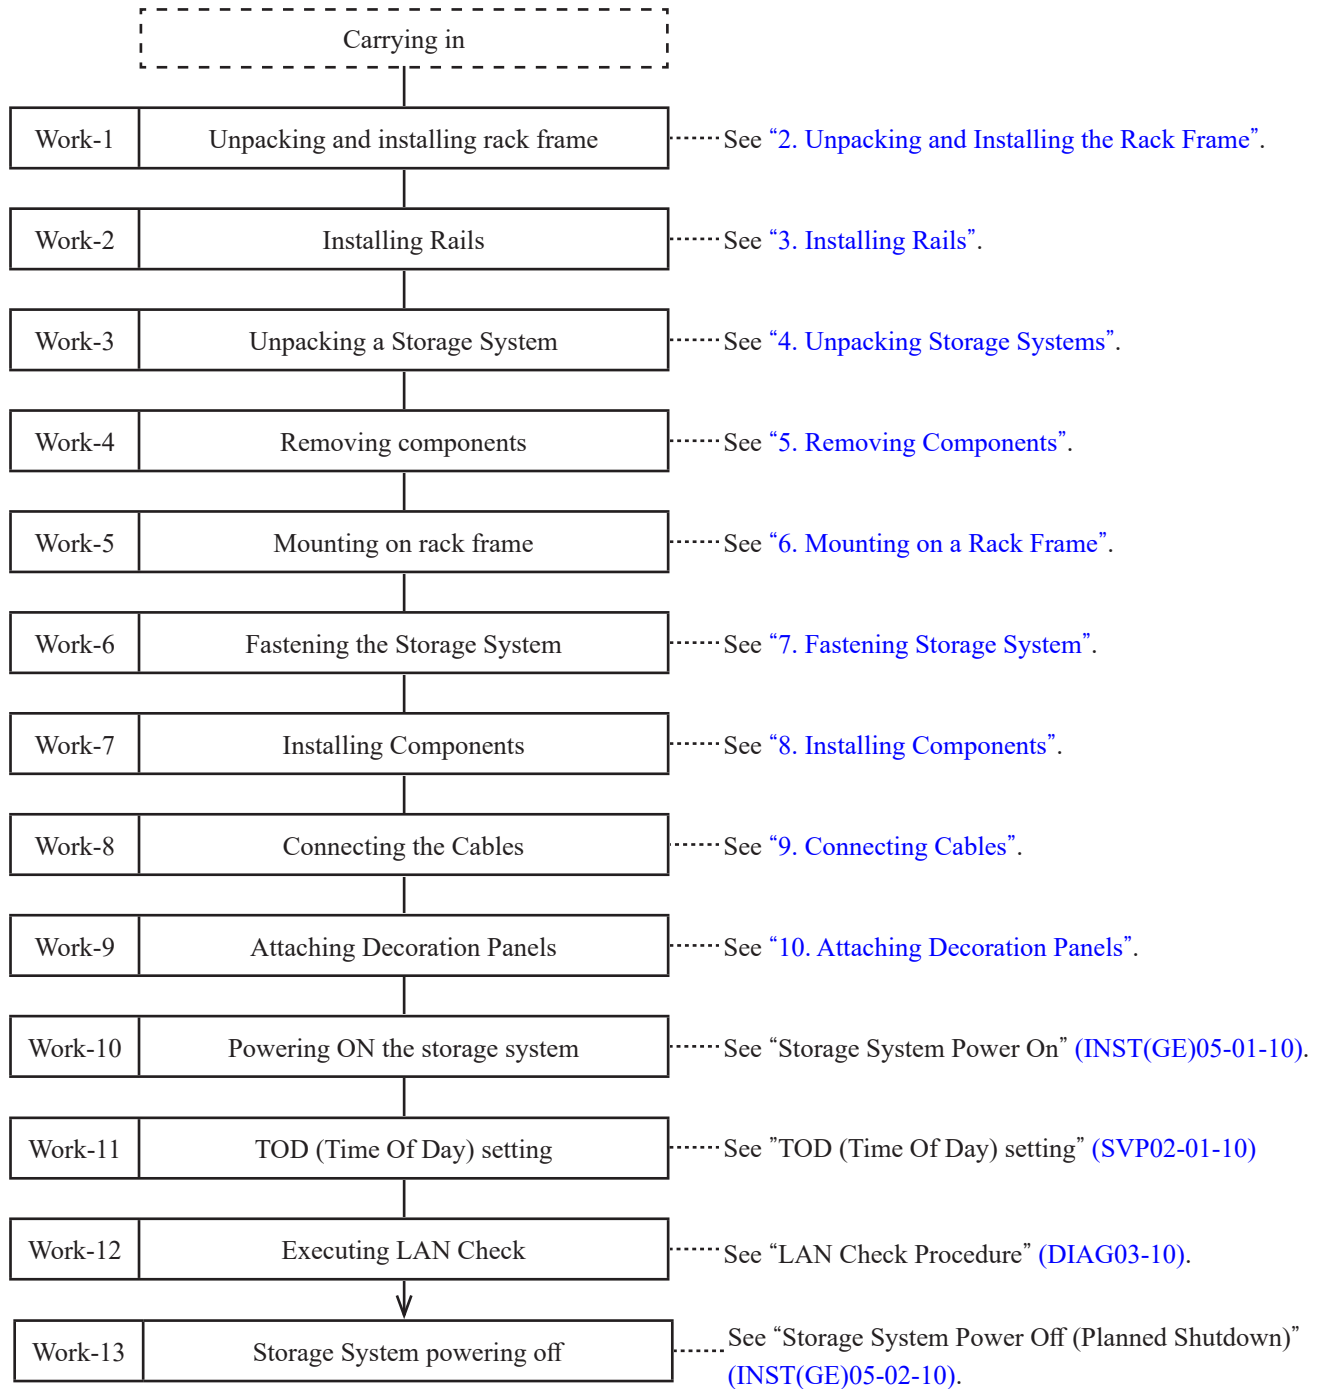 Carrying in
Work-1 Unpacking and installing rack frame See “2. Unpacking and Installing the Rack Frame”.
Work-2 Installing Rails See “3. Installing Rails”.
Work-3 Unpacking a Storage System See “4. Unpacking Storage Systems”.
Work-4 Removing components See “5. Removing Components”.
Work-5 Mounting on rack frame See “6. Mounting on a Rack Frame”.
Work-6 Fastening the Storage System See “7. Fastening Storage System”.
Work-7 Installing Components See “8. Installing Components”.
Work-8 Connecting the Cables See “9. Connecting Cables”.
Work-9 Attaching Decoration Panels See “10. Attaching Decoration Panels”.
Work-10 Powering ON the storage system See “Storage System Power On” (INST(GE)05-01-10).
Work-11 TOD (Time Of Day) setting See "TOD (Time Of Day) setting" (SVP02-01-10)
Work-12 Executing LAN Check See “LAN Check Procedure” (DIAG03-10).
Work-13 Storage System powering off See “Storage System Power Off (Planned Shutdown)”
(INST(GE)05-02-10).